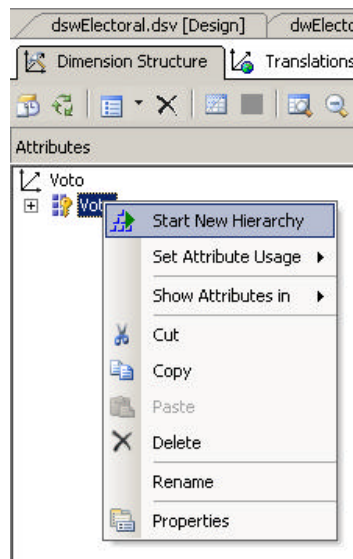 dswElectoral.dsv [Design]
dwElecto
Dimension Structure
Translations
Attributes
Voto
Start New Hierarchy
Set Attribute Usage
Show Attributes in
Cut
Copy
Paste
Delete
Rename
Properties